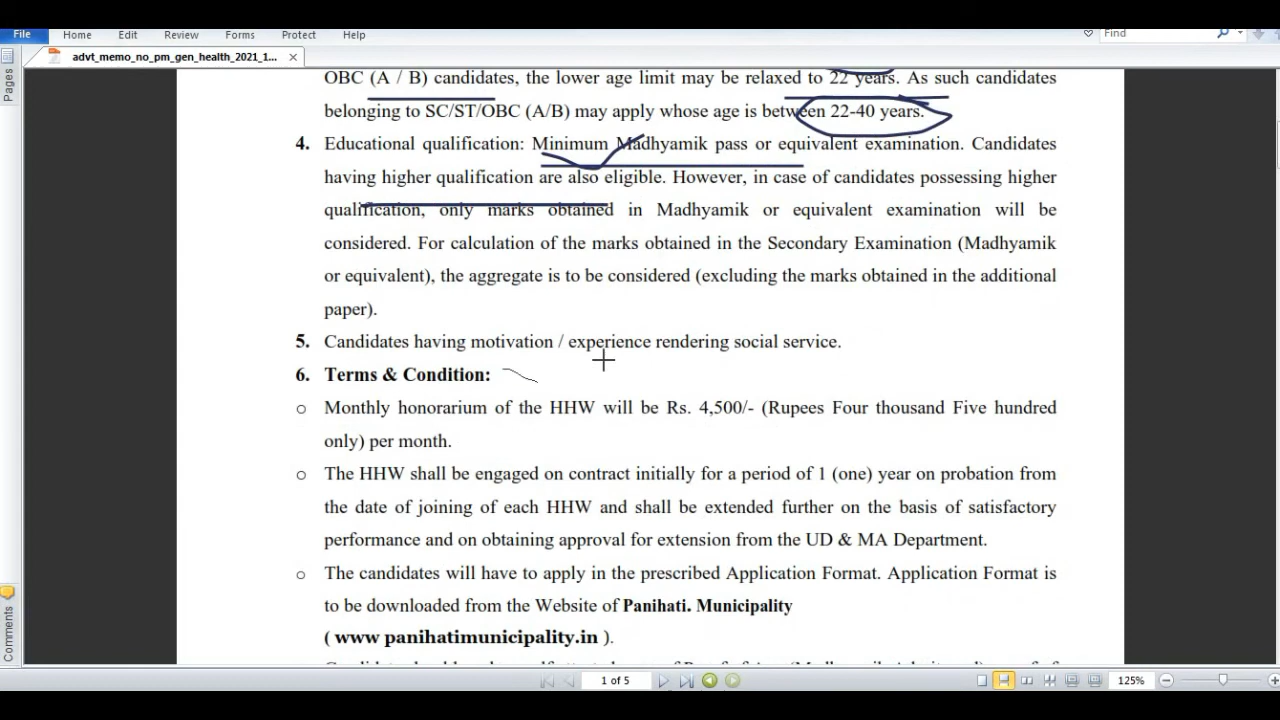 File Home Edit Review Forms Protect Help
Find
advt_memo_no_pm_gen_health_2021_1...
Pages
OBC (A / B) candidates, the lower age limit may be relaxed to 22 years. As such candidates
belonging to SC/ST/OBC (A/B) may apply whose age is between 22-40 years.
4. Educational qualification: Minimum Madhyamik pass or equivalent examination. Candidates
having higher qualification are also eligible. However, in case of candidates possessing higher
qualification, only marks obtained in Madhyamik or equivalent examination will be
considered. For calculation of the marks obtained in the Secondary Examination (Madhyamik
or equivalent), the aggregate is to be considered (excluding the marks obtained in the additional
paper).
5. Candidates having motivation / experience rendering social service.
6. Terms & Condition:
o Monthly honorarium of the HHW will be Rs. 4,500/- (Rupees Four thousand Five hundred
only) per month.
o The HHW shall be engaged on contract initially for a period of 1 (one) year on probation from
the date of joining of each HHW and shall be extended further on the basis of satisfactory
performance and on obtaining approval for extension from the UD & MA Department.
o The candidates will have to apply in the prescribed Application Format. Application Format is
to be downloaded from the Website of Panihati. Municipality
( www panihatimunicipality.in ).
Comments
1 of 5
125%